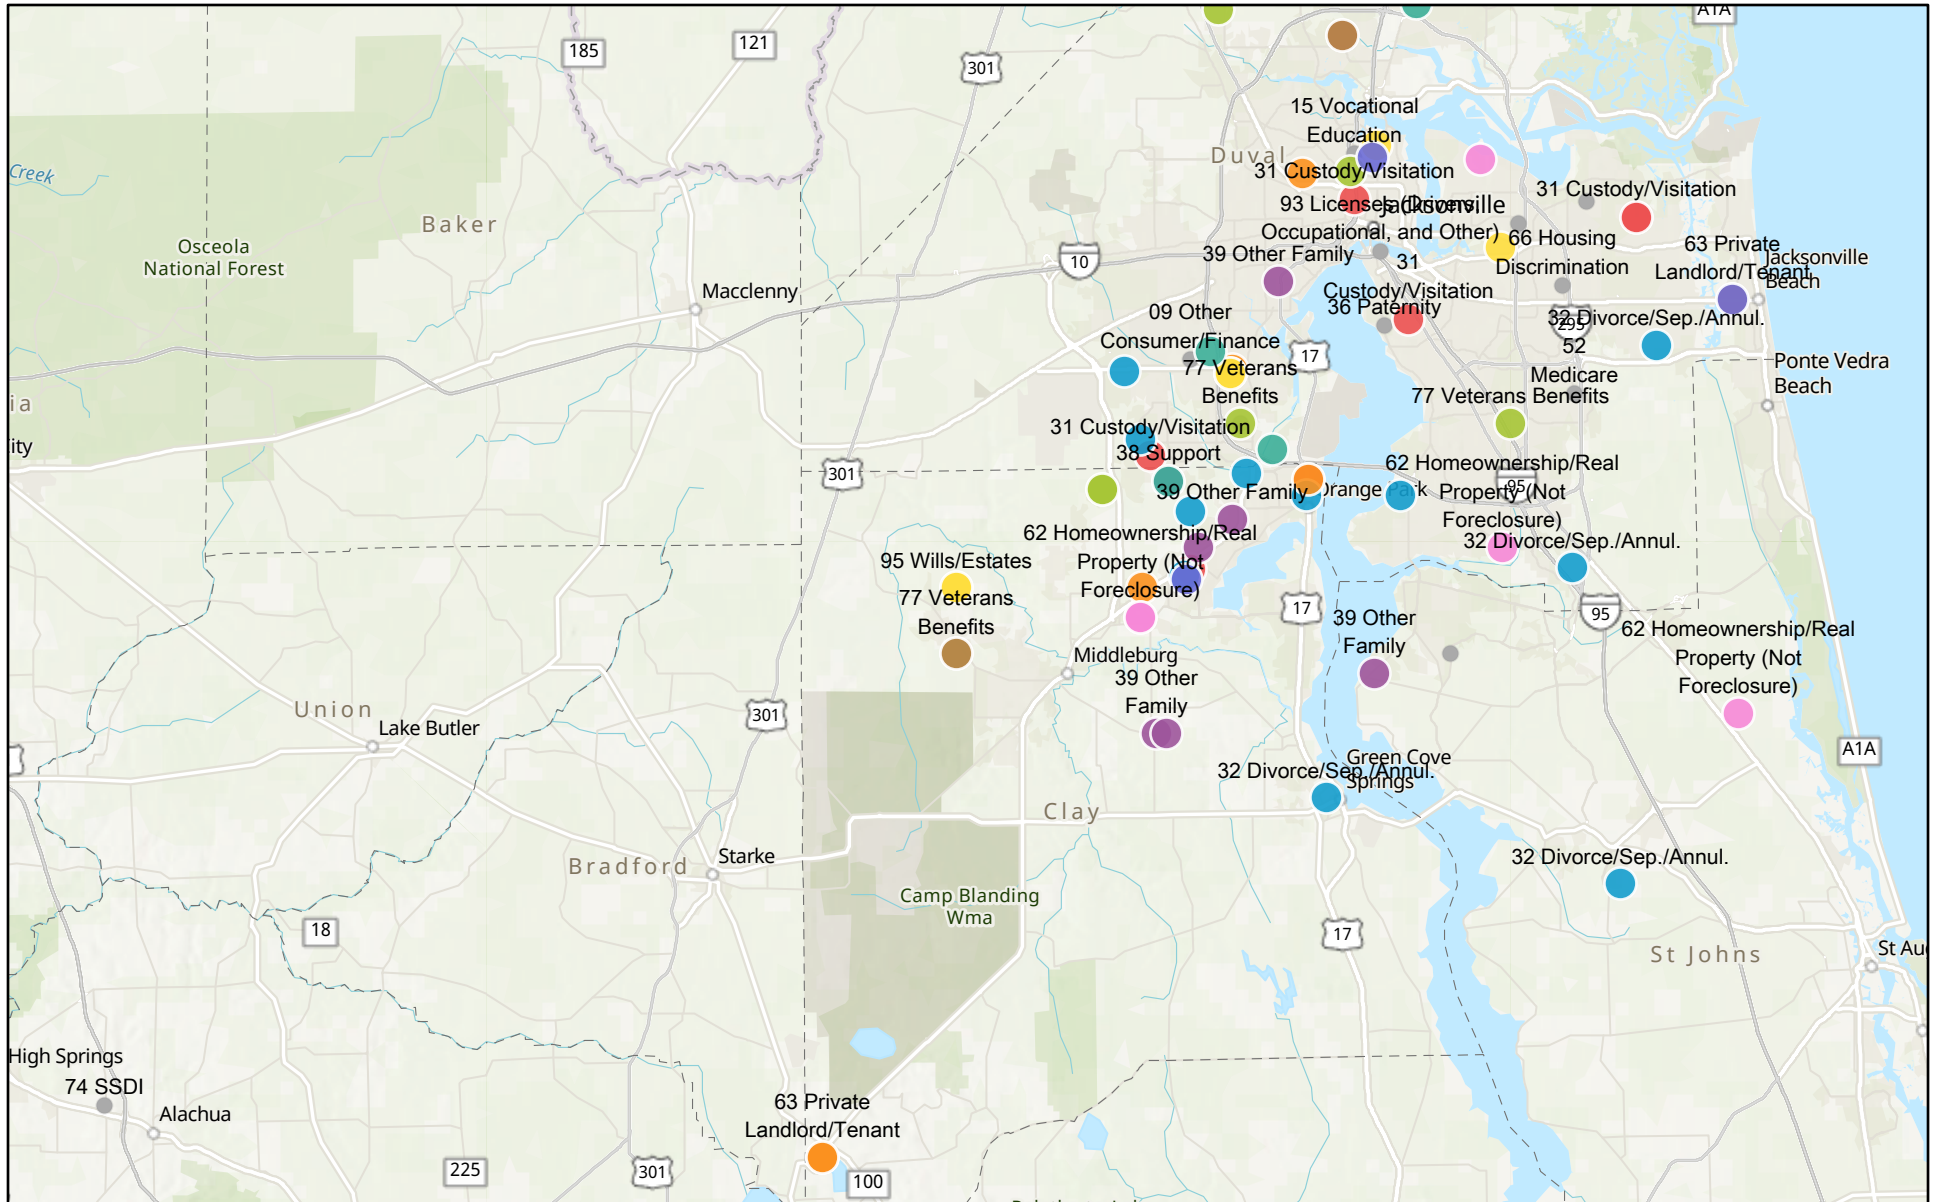 A1A
185
121
301
15 Vocational
Education
Duval
Creek
31 Custody/Visitation
31 Custody/Visitation
93 Licenses (Drivers,
Occupational, and Other)
Jacksonville
Baker
Osceola
National Forest
10
39 Other Family
31
Custody/Visitation
36 Paternity
66 Housing
Discrimination
63 Private
Landlord/Tenant
Jacksonville
Beach
Macclenny
09 Other
Consumer/Finance
295
32 Divorce/Sep./Annul.
52
Medicare
Benefits
17
77 Veterans
Benefits
77 Veterans
Ponte Vedra
Beach
ia
ity
31 Custody/Visitation
38 Support
301
39 Other Family
Orange Park
62 Homeownership/Real
Property (Not
Foreclosure)
95
32 Divorce/Sep./Annul.
62 Homeownership/Real
Property (Not
Foreclosure)
95 Wills/Estates
77 Veterans
Benefits
17
39 Other
Family
95
62 Homeownership/Real
Property (Not
Foreclosure)
Middleburg
39 Other
Family
Union
Lake Butler
301
A1A
32 Divorce/Sep./Annul.
Green Cove
Springs
Clay
Bradford
Starke
32 Divorce/Sep./Annul.
Camp Blanding
Wma
18
17
St Johns
St Au
High Springs
74 SSDI
Alachua
63 Private
Landlord/Tenant
225
301
100